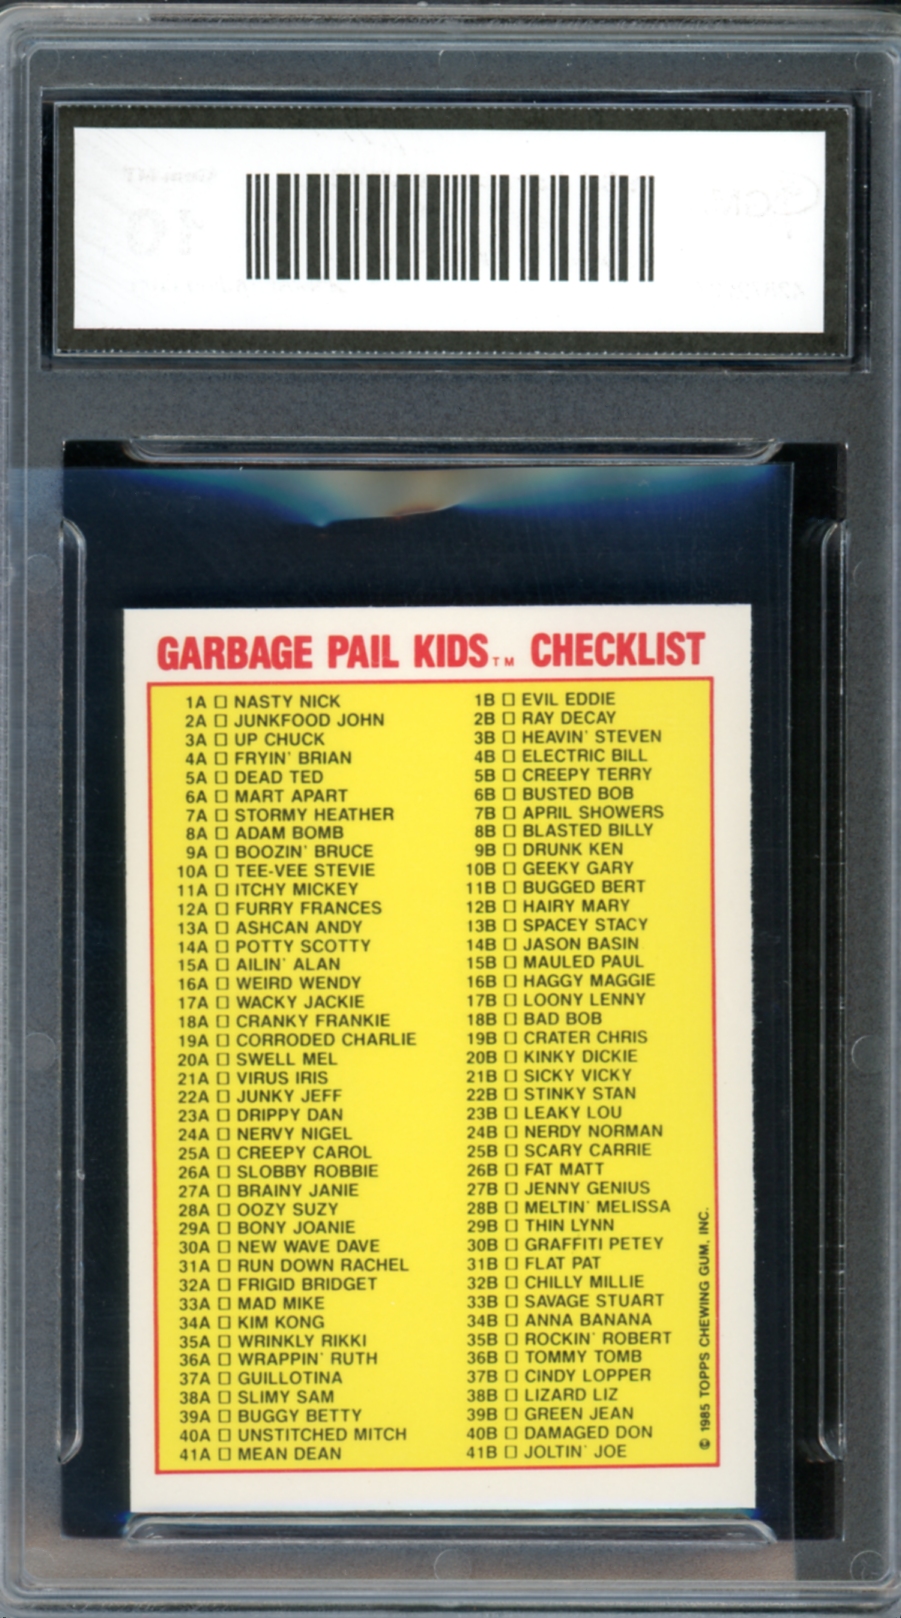 GARBAGE PAIL KIDS™ CHECKLIST
1A ☐ NASTY NICK
2A ☐ JUNKFOOD JOHN
3A ☐ UP CHUCK
4A ☐ FRYIN' BRIAN
5A ☐ DEAD TED
6A ☐ MART APART
7A ☐ STORMY HEATHER
8A ☐ ADAM BOMB
9A ☐ BOOZIN' BRUCE
10A ☐ TEE-VEE STEVIE
11A ☐ ITCHY MICKEY
12A ☐ FURRY FRANCES
13A ☐ ASHCAN ANDY
14A ☐ POTTY SCOTTY
15A ☐ AILIN' ALAN
16A ☐ WEIRD WENDY
17A ☐ WACKY JACKIE
18A ☐ CRANKY FRANKIE
19A ☐ CORRODED CHARLIE
20A ☐ SWELL MEL
21A ☐ VIRUS IRIS
22A ☐ JUNKY JEFF
23A ☐ DRIPPY DAN
24A ☐ NERVY NIGEL
25A ☐ CREEPY CAROL
26A ☐ SLOBBY ROBBIE
27A ☐ BRAINY JANIE
28A ☐ OOZY SUZY
29A ☐ BONY JOANIE
30A ☐ NEW WAVE DAVE
31A ☐ RUN DOWN RACHEL
32A ☐ FRIGID BRIDGET
33A ☐ MAD MIKE
34A ☐ KIM KONG
35A ☐ WRINKLY RIKKI
36A ☐ WRAPPIN' RUTH
37A ☐ GUILLOTINA
38A ☐ SLIMY SAM
39A ☐ BUGGY BETTY
40A ☐ UNSTITCHED MITCH
41A ☐ MEAN DEAN
1B ☐ EVIL EDDIE
2B ☐ RAY DECAY
3B ☐ HEAVIN' STEVEN
4B ☐ ELECTRIC BILL
5B ☐ CREEPY TERRY
6B ☐ BUSTED BOB
7B ☐ APRIL SHOWERS
8B ☐ BLASTED BILLY
9B ☐ DRUNK KEN
10B ☐ GEEKY GARY
11B ☐ BUGGED BERT
12B ☐ HAIRY MARY
13B ☐ SPACEY STACY
14B ☐ JASON BASIN
15B ☐ MAULED PAUL
16B ☐ HAGGY MAGGIE
17B ☐ LOONY LENNY
18B ☐ BAD BOB
19B ☐ CRATER CHRIS
20B ☐ KINKY DICKIE
21B ☐ SICKY VICKY
22B ☐ STINKY STAN
23B ☐ LEAKY LOU
24B ☐ NERDY NORMAN
25B ☐ SCARY CARRIE
26B ☐ FAT MATT
27B ☐ JENNY GENIUS
28B ☐ MELTIN' MELISSA
29B ☐ THIN LYNN
30B ☐ GRAFFITI PETEY
31B ☐ FLAT PAT
32B ☐ CHILLY MILLIE
33B ☐ SAVAGE STUART
34B ☐ ANNA BANANA
35B ☐ ROCKIN' ROBERT
36B ☐ TOMMY TOMB
37B ☐ CINDY LOPPER
38B ☐ LIZARD LIZ
39B ☐ GREEN JEAN
40B ☐ DAMAGED DON
41B ☐ JOLTIN' JOE
© 1985 TOPPS CHEWING GUM, INC.